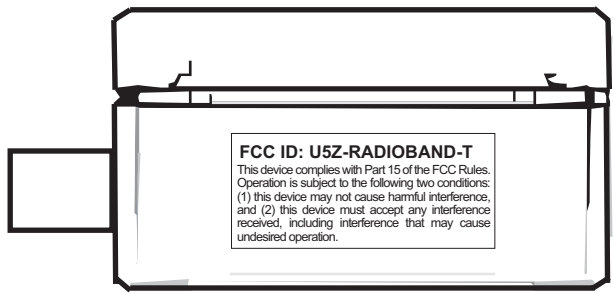 FCC ID: U5Z-RADIOBAND-T
This device complies with Part 15 of the FCC Rules.
Operation is subject to the following two conditions:
(1) this device may not cause harmful interference,
and (2) this device must accept any interference
received, including interference that may cause
undesired operation.